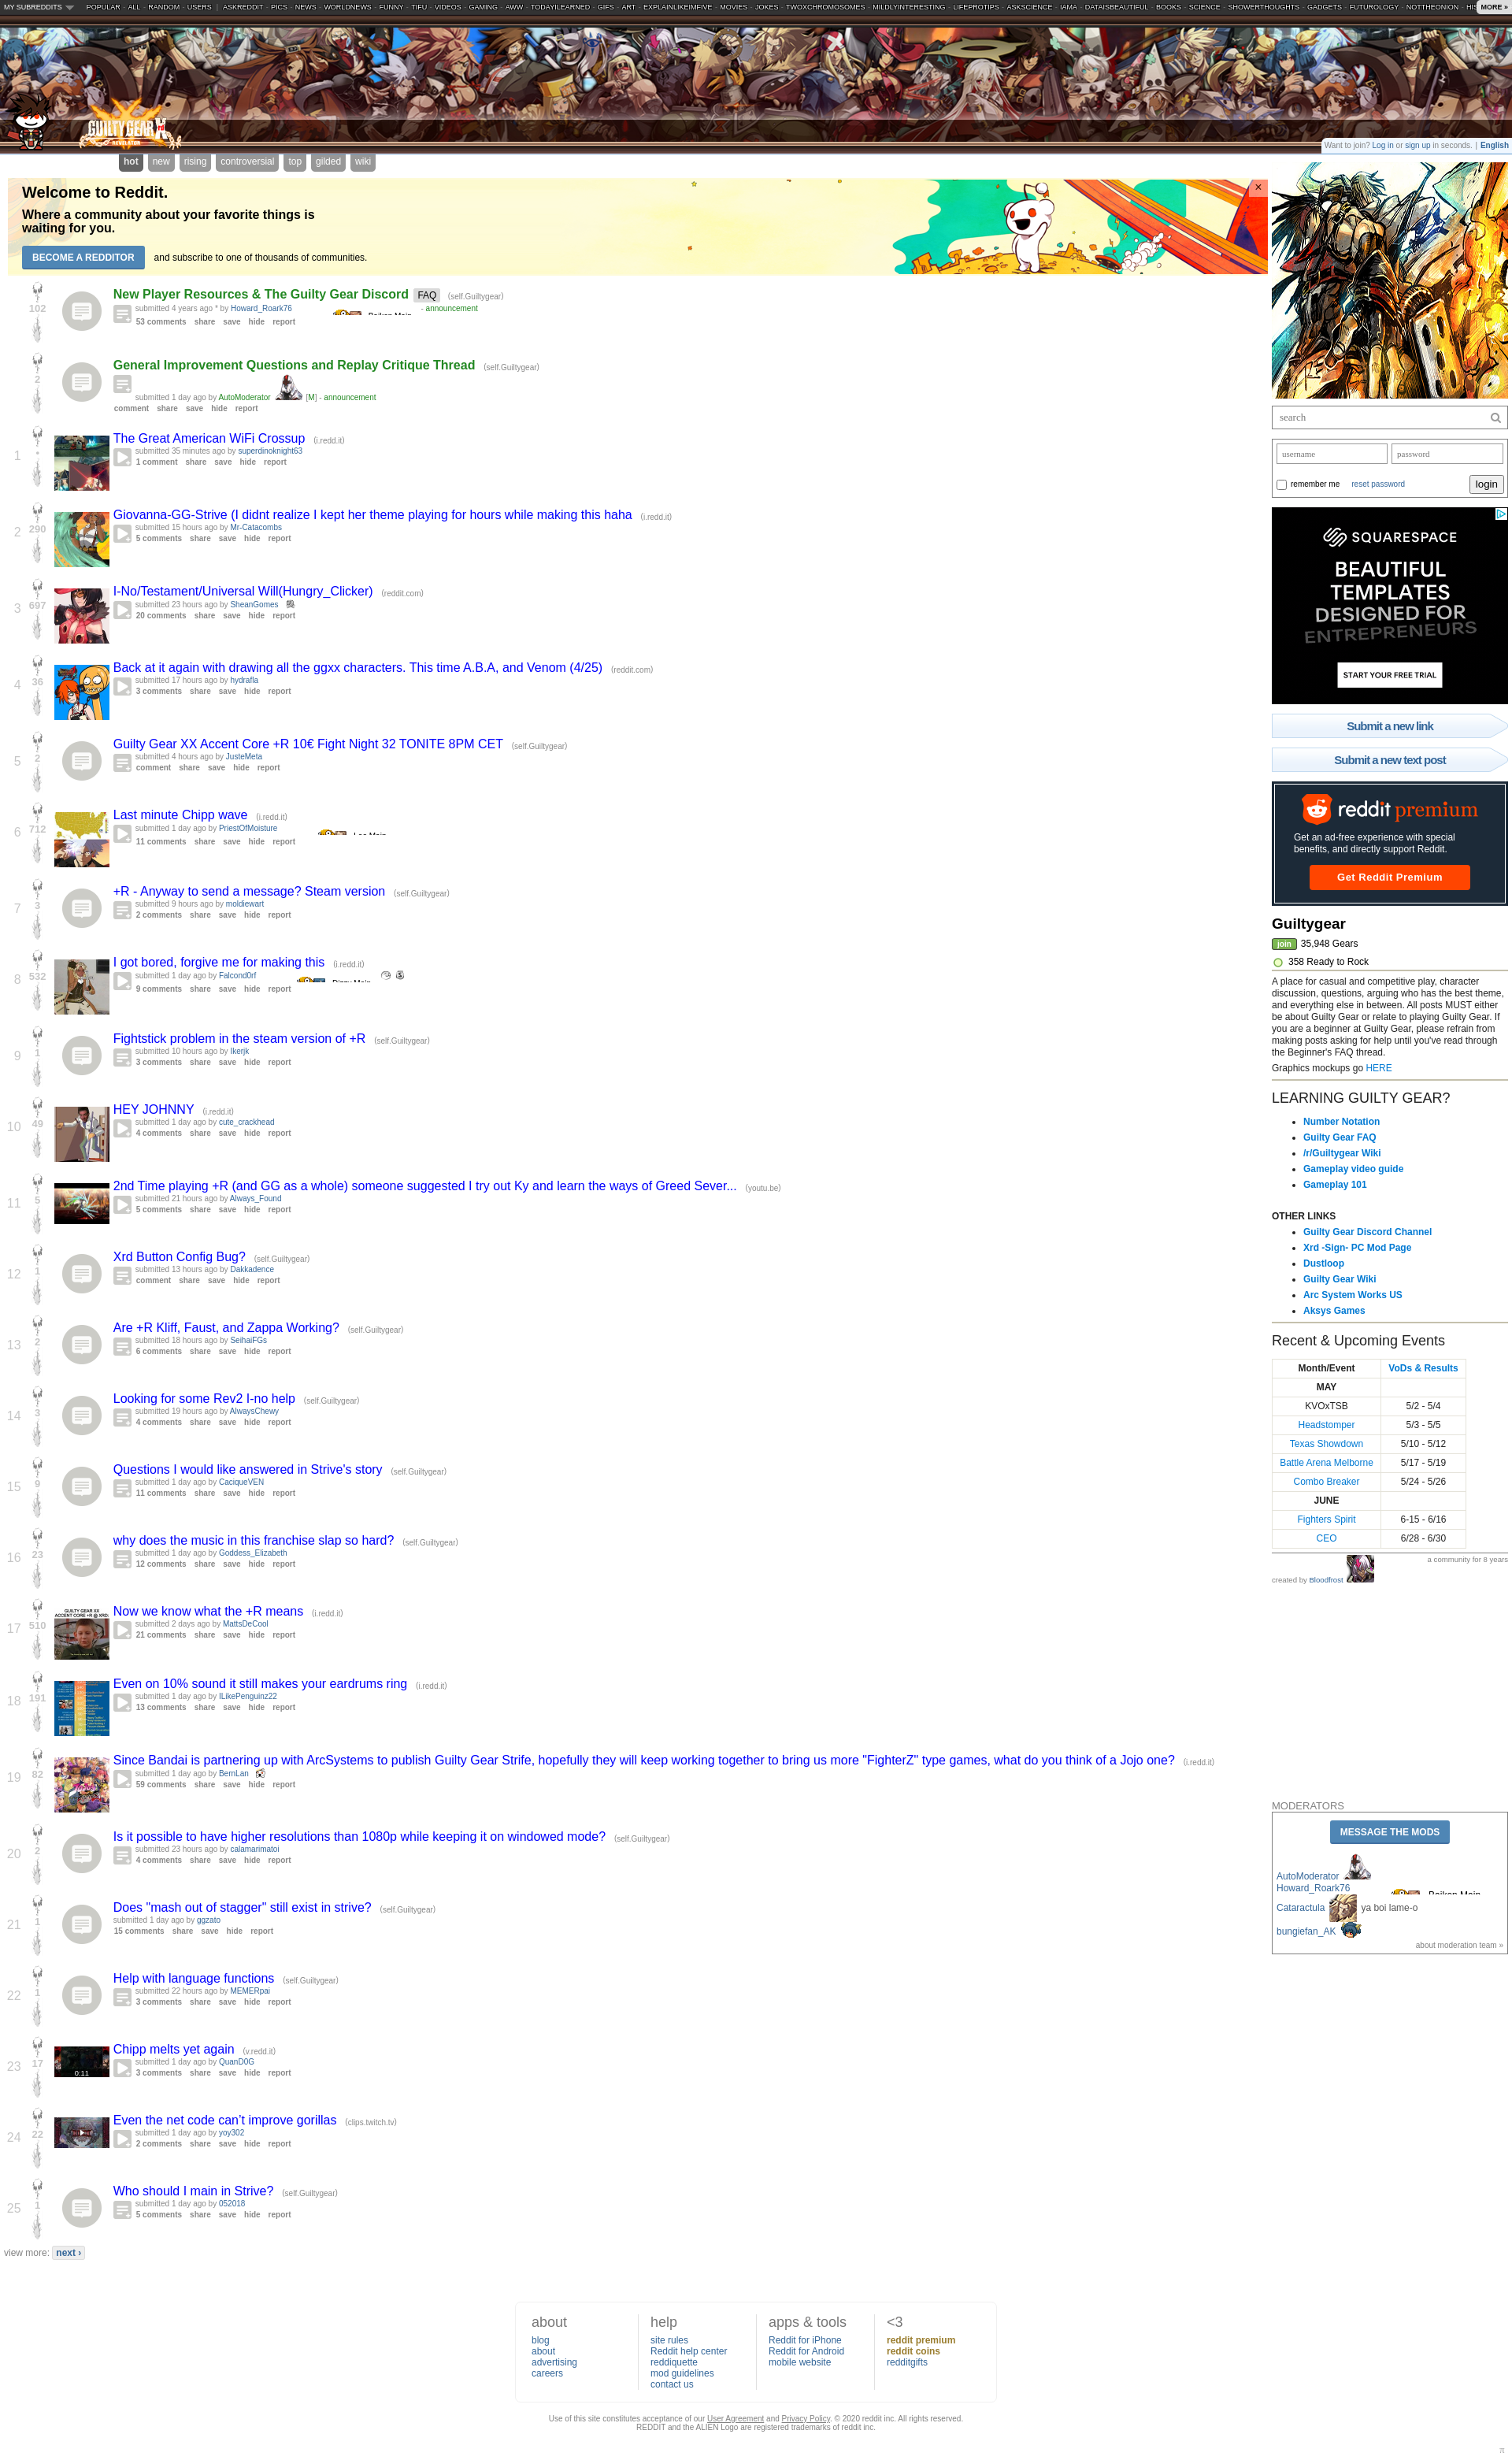 MY SUBREDDITS POPULAR - ALL - RANDOM - USERS | ASKREDDIT - PICS - NEWS - WORLDNEWS - FUNNY - TIFU - VIDEOS - GAMING - AWW - TODAYILEARNED - GIFS - ART - EXPLAINLIKEIMFIVE - MOVIES - JOKES - TWOXCHROMOSOMES - MILDLYINTERESTING - LIFEPROTIPS - ASKSCIENCE - IAMA - DATAISBEAUTIFUL - BOOKS - SCIENCE - SHOWERTHOUGHTS - GADGETS - FUTUROLOGY - NOTTHEONION - MORE »
GUILTY GEAR
REVELATOR
Want to join? Log in or sign up in seconds. | English
hot new rising controversial top gilded wiki
Welcome to Reddit.
Where a community about your favorite things is
waiting for you.
BECOME A REDDITOR and subscribe to one of thousands of communities.
×
102
New Player Resources & The Guilty Gear Discord FAQ (self.Guiltygear)
submitted 4 years ago * by Howard_Roark76 - announcement
53 comments share save hide report
2
General Improvement Questions and Replay Critique Thread (self.Guiltygear)
submitted 1 day ago by AutoModerator [M] - announcement
comment share save hide report
1 •
The Great American WiFi Crossup (i.redd.it)
submitted 35 minutes ago by superdinoknight63
1 comment share save hide report
2 290
Giovanna-GG-Strive (I didnt realize I kept her theme playing for hours while making this haha (i.redd.it)
submitted 15 hours ago by Mr-Catacombs
5 comments share save hide report
3 697
I-No/Testament/Universal Will(Hungry_Clicker) (reddit.com)
submitted 23 hours ago by SheanGomes
20 comments share save hide report
4 36
Back at it again with drawing all the ggxx characters. This time A.B.A, and Venom (4/25) (reddit.com)
submitted 17 hours ago by hydrafla
3 comments share save hide report
5 2
Guilty Gear XX Accent Core +R 10€ Fight Night 32 TONITE 8PM CET (self.Guiltygear)
submitted 4 hours ago by JusteMeta
comment share save hide report
6 712
Last minute Chipp wave (i.redd.it)
submitted 1 day ago by PriestOfMoisture
11 comments share save hide report
7 3
+R - Anyway to send a message? Steam version (self.Guiltygear)
submitted 9 hours ago by moldiewart
2 comments share save hide report
8 532
I got bored, forgive me for making this (i.redd.it)
submitted 1 day ago by Falcond0rf
9 comments share save hide report
9 1
Fightstick problem in the steam version of +R (self.Guiltygear)
submitted 10 hours ago by Ikerjk
3 comments share save hide report
10 49
HEY JOHNNY (i.redd.it)
submitted 1 day ago by cute_crackhead
4 comments share save hide report
11 5
2nd Time playing +R (and GG as a whole) someone suggested I try out Ky and learn the ways of Greed Sever... (youtu.be)
submitted 21 hours ago by Always_Found
5 comments share save hide report
12 1
Xrd Button Config Bug? (self.Guiltygear)
submitted 13 hours ago by Dakkadence
comment share save hide report
13 2
Are +R Kliff, Faust, and Zappa Working? (self.Guiltygear)
submitted 18 hours ago by SeihaiFGs
6 comments share save hide report
14 3
Looking for some Rev2 I-no help (self.Guiltygear)
submitted 19 hours ago by AlwaysChewy
4 comments share save hide report
15 9
Questions I would like answered in Strive's story (self.Guiltygear)
submitted 1 day ago by CaciqueVEN
11 comments share save hide report
16 23
why does the music in this franchise slap so hard? (self.Guiltygear)
submitted 1 day ago by Goddess_Elizabeth
12 comments share save hide report
17 510
GUILTY GEAR XX
ACCENT CORE +R @ XRD:
Now we know what the +R means (i.redd.it)
submitted 2 days ago by MattsDeCool
21 comments share save hide report
18 191
Even on 10% sound it still makes your eardrums ring (i.redd.it)
submitted 1 day ago by ILikePenguinz22
13 comments share save hide report
19 82
Since Bandai is partnering up with ArcSystems to publish Guilty Gear Strife, hopefully they will keep working together to bring us more "FighterZ" type games, what do you think of a Jojo one? (i.redd.it)
submitted 1 day ago by BernLan
59 comments share save hide report
20 2
Is it possible to have higher resolutions than 1080p while keeping it on windowed mode? (self.Guiltygear)
submitted 23 hours ago by calamarimatoi
4 comments share save hide report
21 1
Does "mash out of stagger" still exist in strive? (self.Guiltygear)
submitted 1 day ago by ggzato
15 comments share save hide report
22 1
Help with language functions (self.Guiltygear)
submitted 22 hours ago by MEMERpai
3 comments share save hide report
23 17
0:11
Chipp melts yet again (v.redd.it)
submitted 1 day ago by QuanD0G
3 comments share save hide report
24 22
Even the net code can't improve gorillas (clips.twitch.tv)
submitted 1 day ago by yoy302
2 comments share save hide report
25 1
Who should I main in Strive? (self.Guiltygear)
submitted 1 day ago by 052018
5 comments share save hide report
view more: next ›
search
username password
remember me reset password login
SQUARESPACE
BEAUTIFUL
TEMPLATES
DESIGNED FOR
ENTREPRENEURS
START YOUR FREE TRIAL
Submit a new link
Submit a new text post
reddit premium
Get an ad-free experience with special
benefits, and directly support Reddit.
Get Reddit Premium
Guiltygear
join 35,948 Gears
358 Ready to Rock
A place for casual and competitive play, character
discussion, questions, arguing who has the best theme,
and everything else in between. All posts MUST either
be about Guilty Gear or relate to playing Guilty Gear. If
you are a beginner at Guilty Gear, please refrain from
making posts asking for help until you've read through
the Beginner's FAQ thread.
Graphics mockups go HERE
LEARNING GUILTY GEAR?
Number Notation
Guilty Gear FAQ
/r/Guiltygear Wiki
Gameplay video guide
Gameplay 101
OTHER LINKS
Guilty Gear Discord Channel
Xrd -Sign- PC Mod Page
Dustloop
Guilty Gear Wiki
Arc System Works US
Aksys Games
Recent & Upcoming Events
Month/Event VoDs & Results
MAY
KVOxTSB 5/2 - 5/4
Headstomper 5/3 - 5/5
Texas Showdown 5/10 - 5/12
Battle Arena Melborne 5/17 - 5/19
Combo Breaker 5/24 - 5/26
JUNE
Fighters Spirit 6-15 - 6/16
CEO 6/28 - 6/30
a community for 8 years
created by Bloodfrost
MODERATORS
MESSAGE THE MODS
AutoModerator
Howard_Roark76
Cataractula ya boi lame-o
bungiefan_AK
about moderation team »
about
blog
about
advertising
careers
help
site rules
Reddit help center
reddiquette
mod guidelines
contact us
apps & tools
Reddit for iPhone
Reddit for Android
mobile website
<3
reddit premium
reddit coins
redditgifts
Use of this site constitutes acceptance of our User Agreement and Privacy Policy. © 2020 reddit inc. All rights reserved.
REDDIT and the ALIEN Logo are registered trademarks of reddit inc.
π